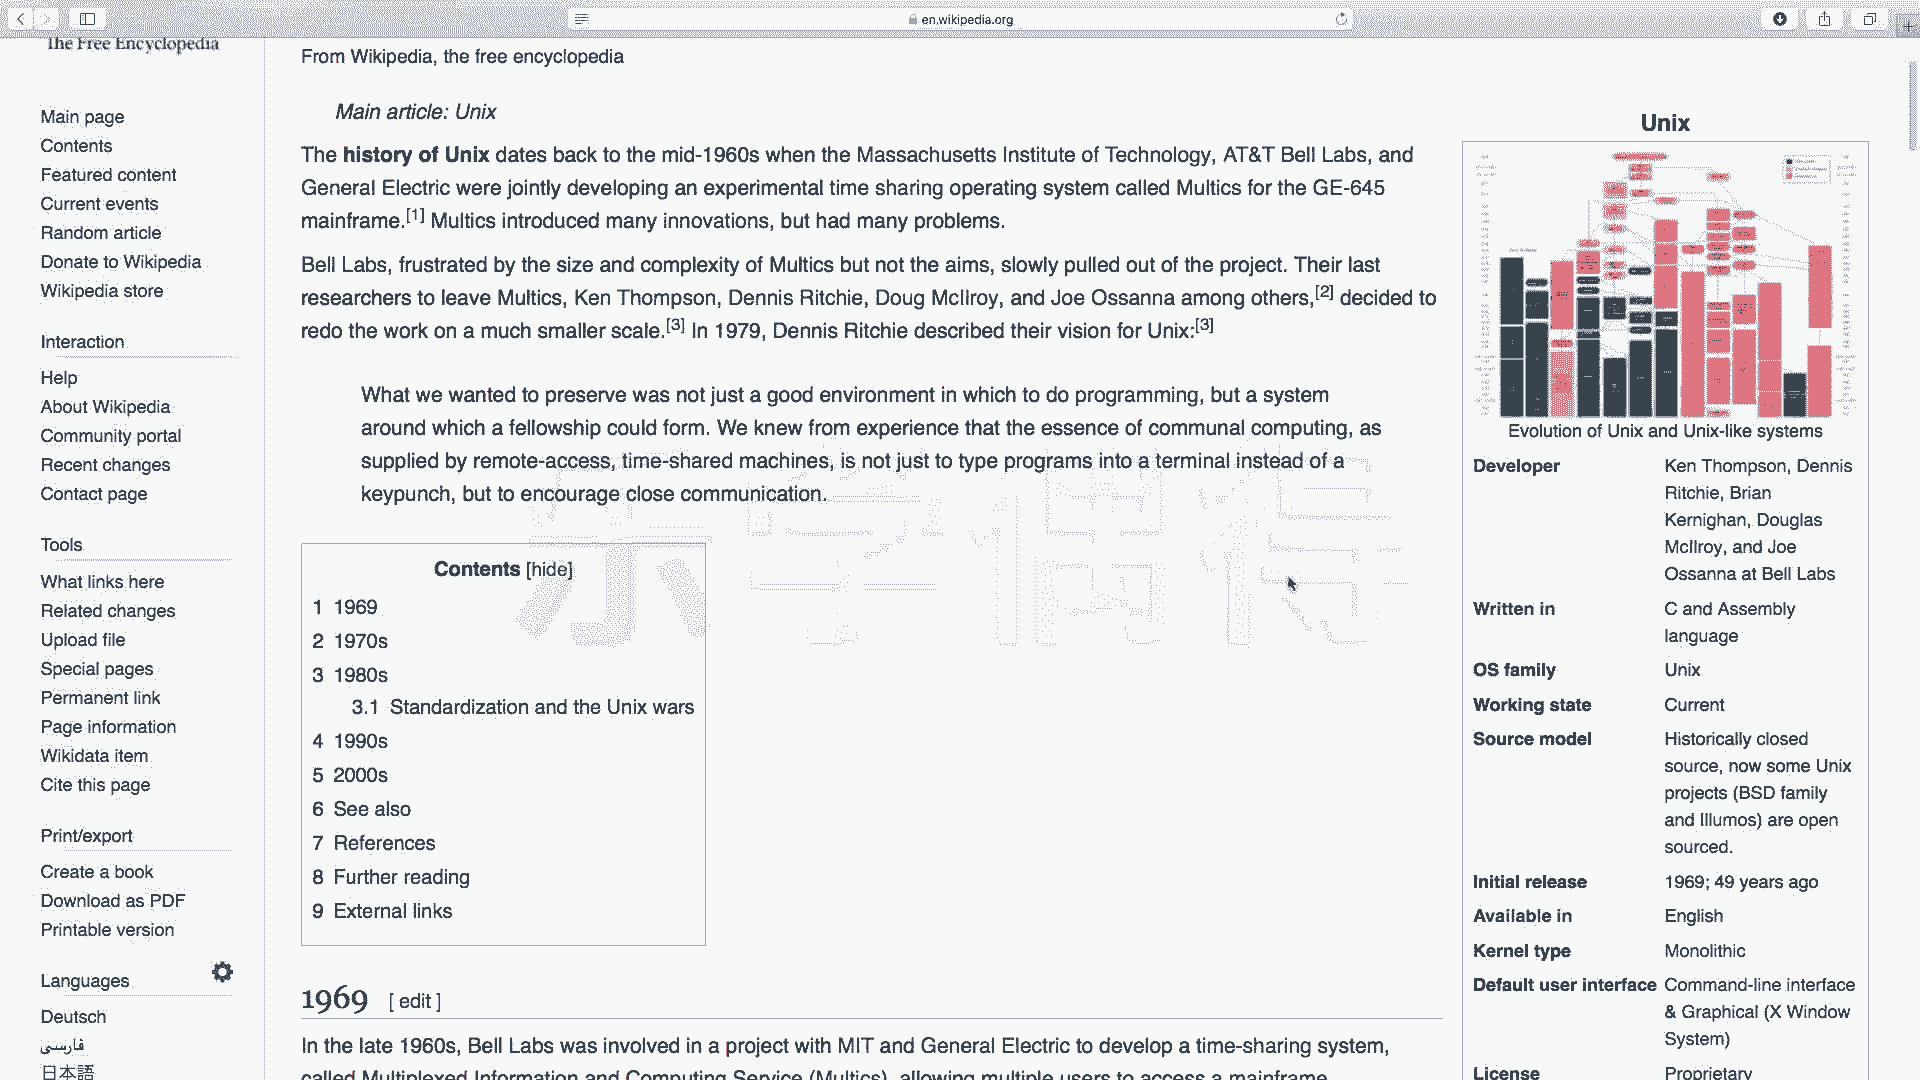 en.wikipedia.org
The Free Encyclopedia
Main page
Contents
Featured content
Current events
Random article
Donate to Wikipedia
Wikipedia store
Interaction
Help
About Wikipedia
Community portal
Recent changes
Contact page
Tools
What links here
Related changes
Upload file
Special pages
Permanent link
Page information
Wikidata item
Cite this page
Print/export
Create a book
Download as PDF
Printable version
Languages
Deutsch
فارسی
日本語
From Wikipedia, the free encyclopedia
Main article: Unix
The history of Unix dates back to the mid-1960s when the Massachusetts Institute of Technology, AT&T Bell Labs, and
General Electric were jointly developing an experimental time sharing operating system called Multics for the GE-645
mainframe.[1] Multics introduced many innovations, but had many problems.
Bell Labs, frustrated by the size and complexity of Multics but not the aims, slowly pulled out of the project. Their last
researchers to leave Multics, Ken Thompson, Dennis Ritchie, Doug McIlroy, and Joe Ossanna among others,[2] decided to
redo the work on a much smaller scale.[3] In 1979, Dennis Ritchie described their vision for Unix:[3]
What we wanted to preserve was not just a good environment in which to do programming, but a system
around which a fellowship could form. We knew from experience that the essence of communal computing, as
supplied by remote-access, time-shared machines, is not just to type programs into a terminal instead of a
keypunch, but to encourage close communication.
Contents [hide]
1 1969
2 1970s
3 1980s
3.1 Standardization and the Unix wars
4 1990s
5 2000s
6 See also
7 References
8 Further reading
9 External links
1969 [ edit ]
In the late 1960s, Bell Labs was involved in a project with MIT and General Electric to develop a time-sharing system,
called Multiplexed Information and Computing Service (Multics), allowing multiple users to access a mainframe
Unix
Evolution of Unix and Unix-like systems
Developer Ken Thompson, Dennis
Ritchie, Brian
Kernighan, Douglas
McIlroy, and Joe
Ossanna at Bell Labs
Written in C and Assembly
language
OS family Unix
Working state Current
Source model Historically closed
source, now some Unix
projects (BSD family
and Illumos) are open
sourced.
Initial release 1969; 49 years ago
Available in English
Kernel type Monolithic
Default user interface Command-line interface
& Graphical (X Window
System)
License Proprietary